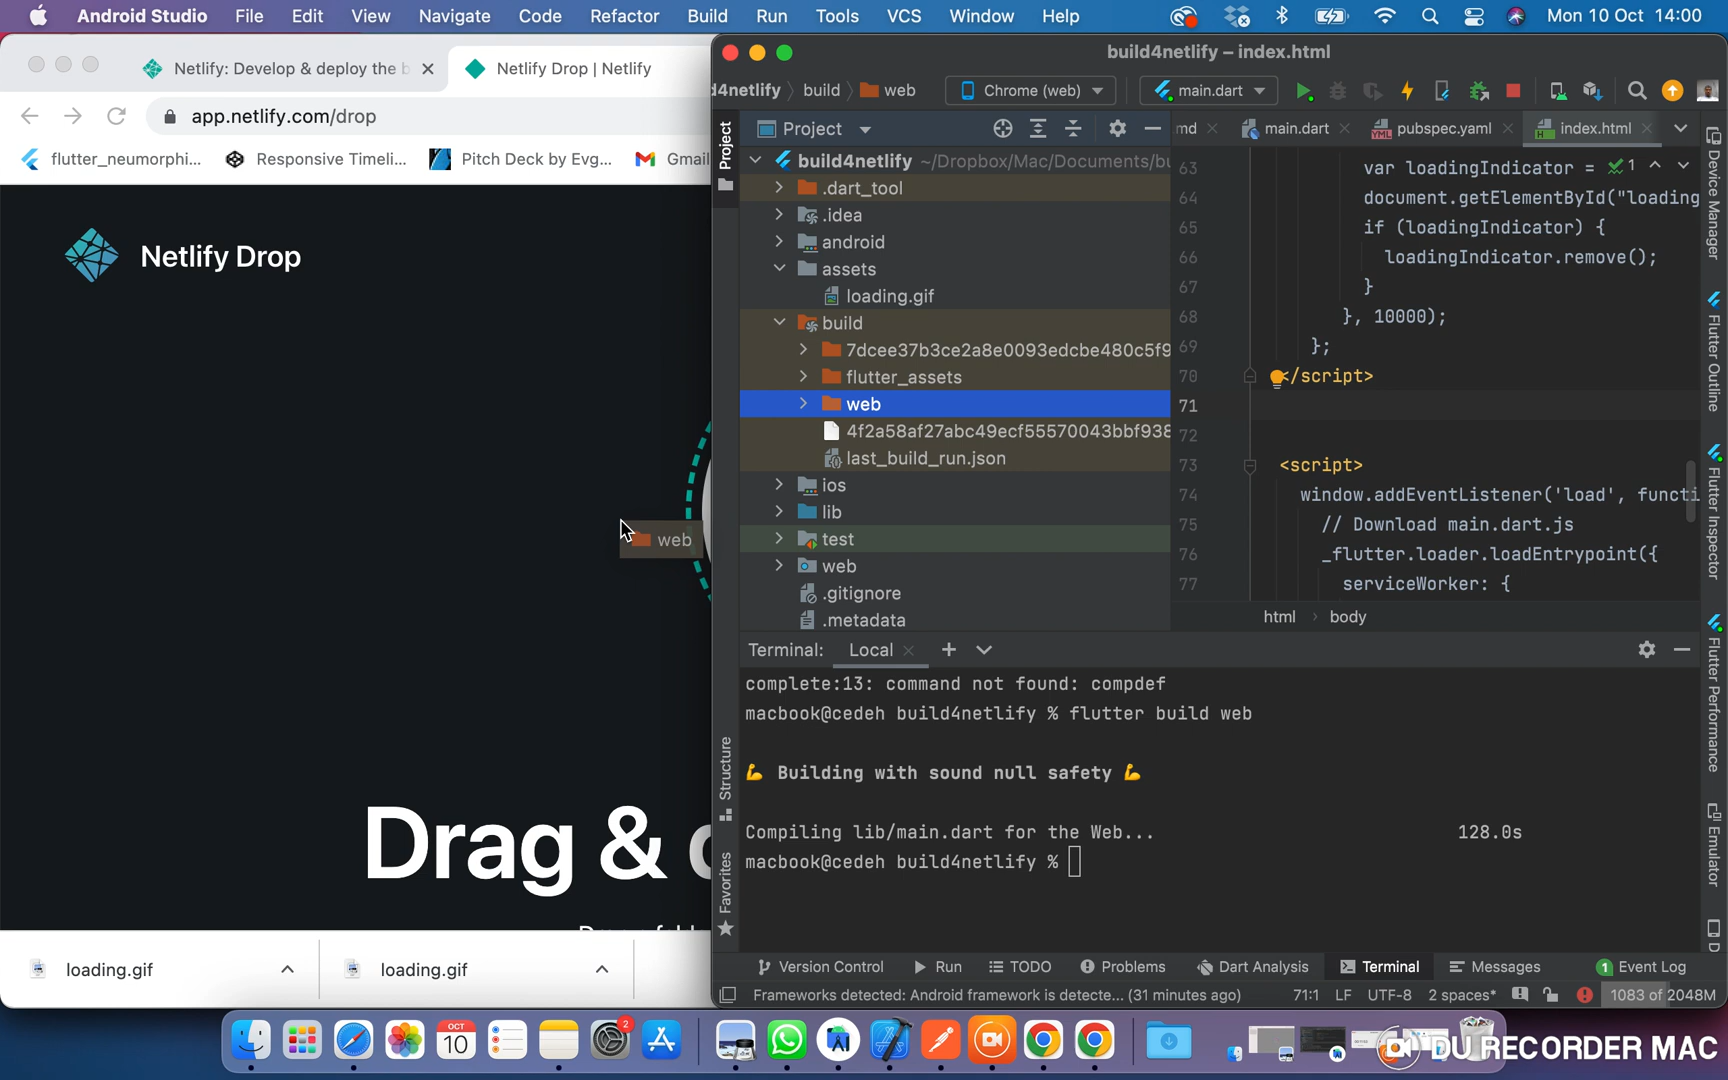 Android Studio File Edit View Navigate Code Refactor Build Run Tools VCS Window Help Mon 10 Oct 14:00
Netlify: Develop & deploy the b
Netlify Drop | Netlify
app.netlify.com/drop
flutter_neumorphi... Responsive Timeli... Pitch Deck by Evg... Gmail
Netlify Drop
web
Drag &
loading.gif
loading.gif
build4netlify – index.html
d4netlify build web Chrome (web) main.dart
Project
md main.dart pubspec.yaml index.html
build4netlify ~/Dropbox/Mac/Documents/bu
.dart_tool
.idea
android
assets
loading.gif
build
7dcee37b3ce2a8e0093edcbe480c5f9
flutter_assets
web
4f2a58af27abc49ecf55570043bbf938
last_build_run.json
ios
lib
test
web
.gitignore
.metadata
63 var loadingIndicator = 1
64 document.getElementById("loading
65 if (loadingIndicator) {
66 loadingIndicator.remove();
67 }
68 }, 10000);
69 };
70 </script>
71
72
73 <script>
74 window.addEventListener('load', functi
75 // Download main.dart.js
76 _flutter.loader.loadEntrypoint({
77 serviceWorker: {
html body
Terminal: Local
complete:13: command not found: compdef
macbook@cedeh build4netlify % flutter build web
💪 Building with sound null safety 💪
Compiling lib/main.dart for the Web... 128.0s
macbook@cedeh build4netlify %
Version Control Run TODO Problems Dart Analysis Terminal Messages 1 Event Log
Frameworks detected: Android framework is detecte... (31 minutes ago) 71:1 LF UTF-8 2 spaces* 1083 of 2048M
Project
Structure
Favorites
Device Manager
Flutter Outline
Flutter Inspector
Flutter Performance
Emulator
OCT
10
2
DU RECORDER MAC